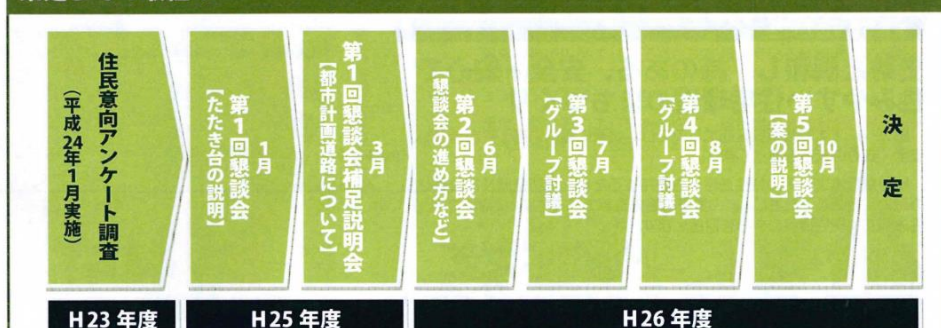 住民意向アンケート調査
（平成24年1月実施）
1月
第1回懇談会
【たたき台の説明】
3月
第1回懇談会補足説明会
【都市計画道路について】
6月
第2回懇談会
【懇談会の進め方など】
7月
第3回懇談会
【グループ討議】
8月
第4回懇談会
【グループ討議】
10月
第5回懇談会
【案の説明】
決定
H23年度
H25年度
H26年度